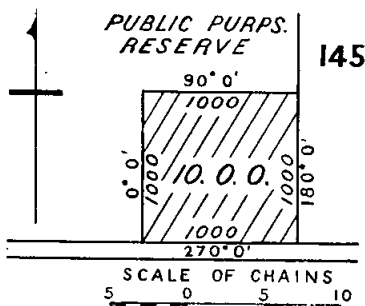 PUBLIC PURPS.
RESERVE
145
90° 0'
1000
0° 0'
1000
10. 0. 0.
1000
180° 0'
1000
270° 0'
SCALE OF CHAINS
5 0 5 10